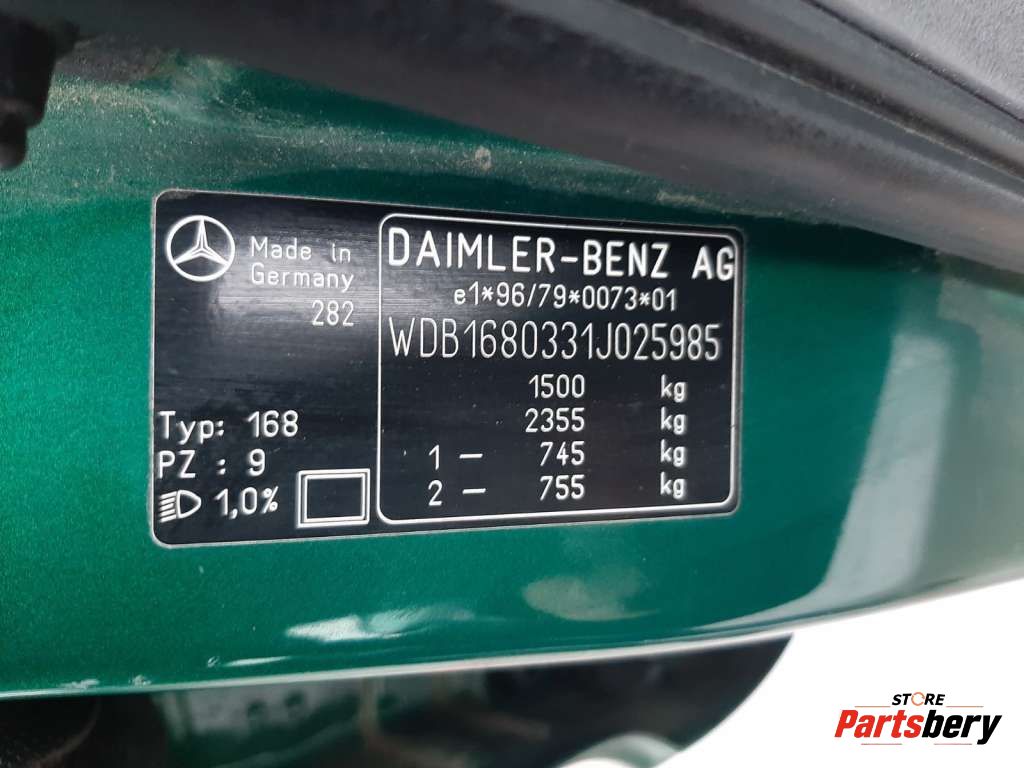 Made in
Germany
282
Typ: 168
PZ : 9
1,0%
DAIMLER-BENZ AG
e1*96/79*0073*01
WDB1680331J025985
1500 kg
2355 kg
1 – 745 kg
2 – 755 kg
STORE
Partsbery